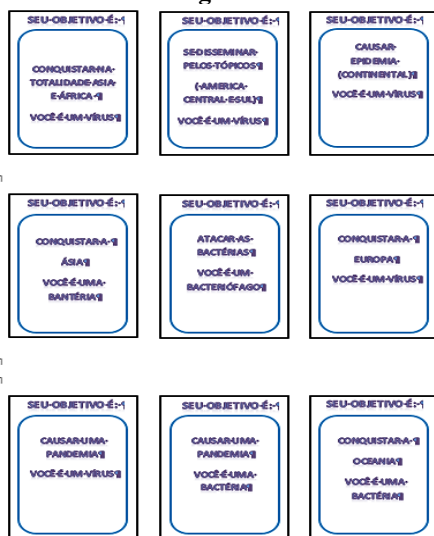 SEU·OBJETIVO·É:·¶
SEU·OBJETIVO·É:·¶
SEU·OBJETIVO·É:·¶
CONQUISTAR·NA·
TOTALIDADE·ASIA·
E·ÁFRICA·¶
VOCÊ·É·UM·VÍRUS¶
SE·DISSEMINAR·
PELOS·TÓPICOS¶
(·AMERICA·
CENTRAL·E·SUL)¶
VOCÊ·É·UM·VÍRUS¶
CAUSAR·
EPIDEMIA·
(CONTINENTAL)¶
VOCÊ·É·UM·VÍRUS¶
SEU·OBJETIVO·É:·¶
SEU·OBJETIVO·É:·¶
SEU·OBJETIVO·É:·¶
CONQUISTAR·A·¶
ÁSIA¶
VOCÊ·É·UMA·
BANTÉRIA¶
ATACAR·AS·
BACTÉRIAS¶
VOCÊ·É·UM·
BACTERIÓFAGO¶
CONQUISTAR·A·¶
EUROPA¶
VOCÊ·É·UM·VÍRUS¶
SEU·OBJETIVO·É:·¶
SEU·OBJETIVO·É:·¶
SEU·OBJETIVO·É:·¶
CAUSAR·UMA·
PANDEMIA¶
VOCÊ·É·UM·VÍRUS¶
CAUSAR·UMA·
PANDEMIA¶
VOCÊ·É·UMA·
BACTÉRIA¶
CONQUISTAR·A·¶
OCEANIA¶
VOCÊ·É·UMA·
BACTÉRIA¶